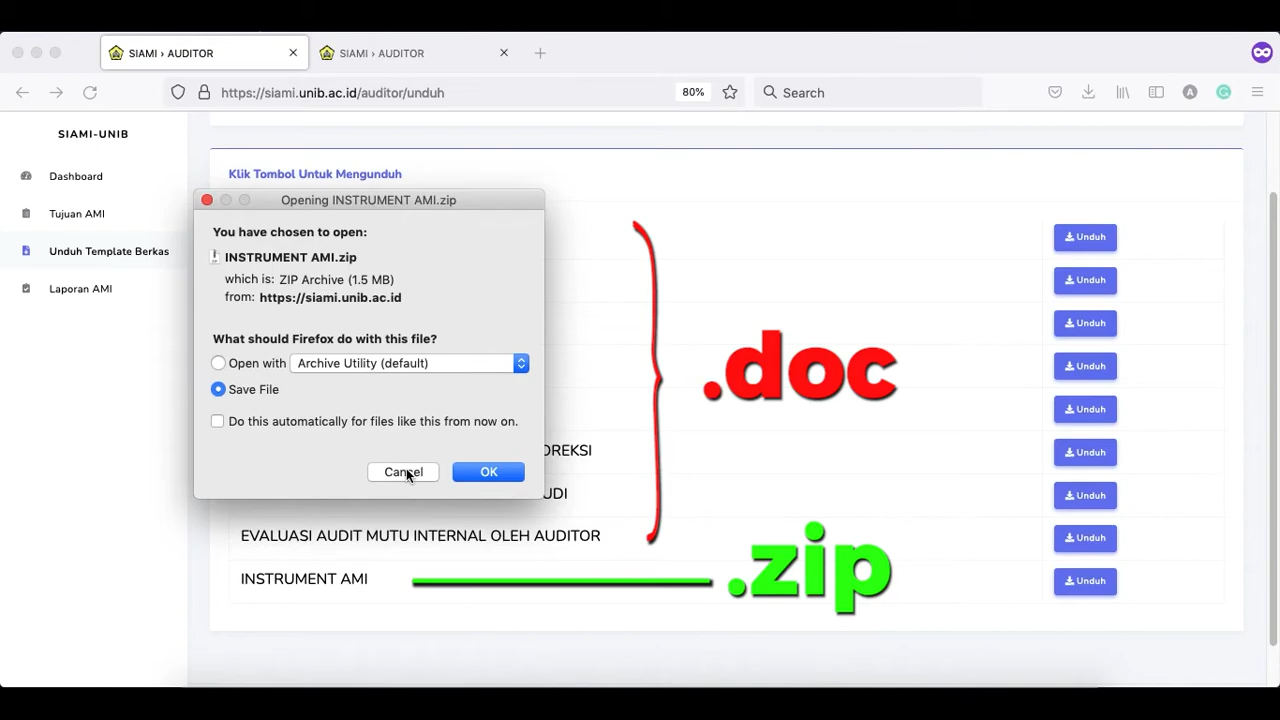 SIAMI › AUDITOR
SIAMI › AUDITOR
https://siami.unib.ac.id/auditor/unduh
80%
Search
A
SIAMI-UNIB
Dashboard
Tujuan AMI
Unduh Template Berkas
Laporan AMI
Klik Tombol Untuk Mengunduh
Opening INSTRUMENT AMI.zip
You have chosen to open:
INSTRUMENT AMI.zip
which is: ZIP Archive (1.5 MB)
from: https://siami.unib.ac.id
What should Firefox do with this file?
Open with Archive Utility (default)
Save File
Do this automatically for files like this from now on.
Cancel OK
Unduh
Unduh
Unduh
Unduh
Unduh
OREKSI Unduh
UDI Unduh
EVALUASI AUDIT MUTU INTERNAL OLEH AUDITOR Unduh
INSTRUMENT AMI Unduh
.doc
.zip